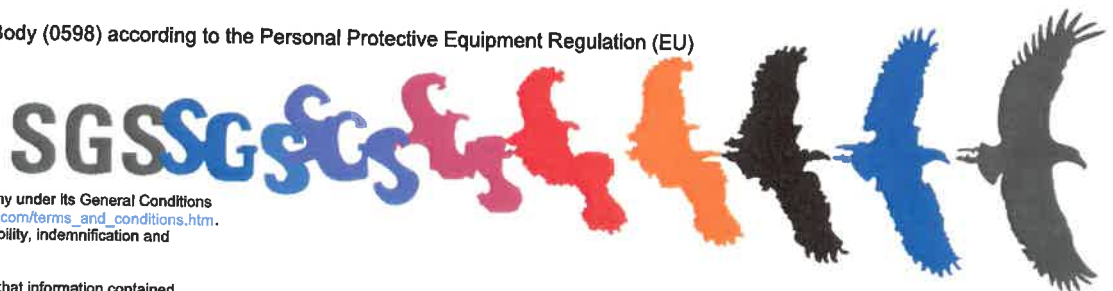 Body (0598) according to the Personal Protective Equipment Regulation (EU)
SGSSGSSGS
ny under its General Conditions
com/terms_and_conditions.htm.
bility, indemnification and
that information contained